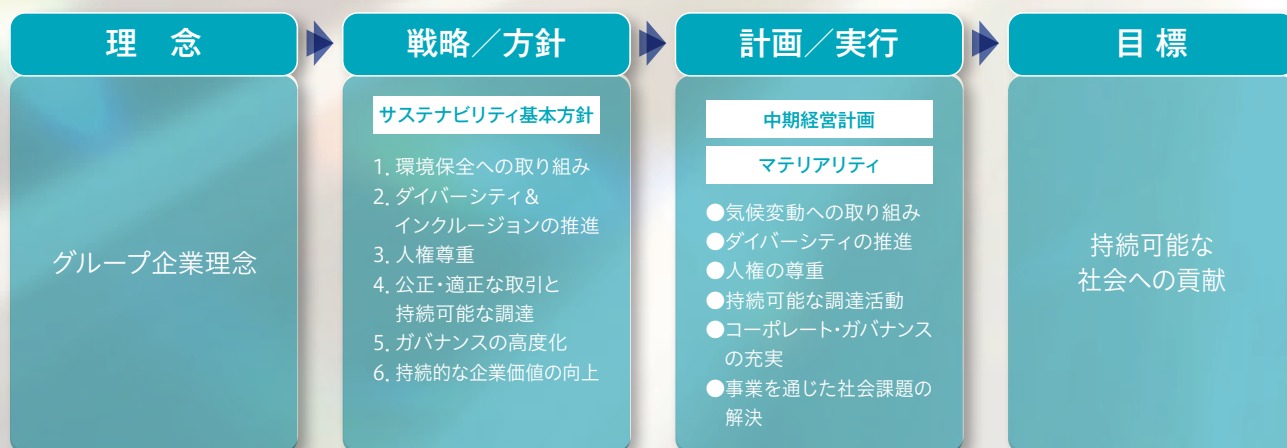 理 念
グループ企業理念
戦略／方針
サステナビリティ基本方針
1. 環境保全への取り組み
2. ダイバーシティ＆
インクルージョンの推進
3. 人権尊重
4. 公正・適正な取引と
持続可能な調達
5. ガバナンスの高度化
6. 持続的な企業価値の向上
計画／実行
中期経営計画
マテリアリティ
●気候変動への取り組み
●ダイバーシティの推進
●人権の尊重
●持続可能な調達活動
●コーポレート・ガバナンス
の充実
●事業を通じた社会課題の
解決
目 標
持続可能な
社会への貢献